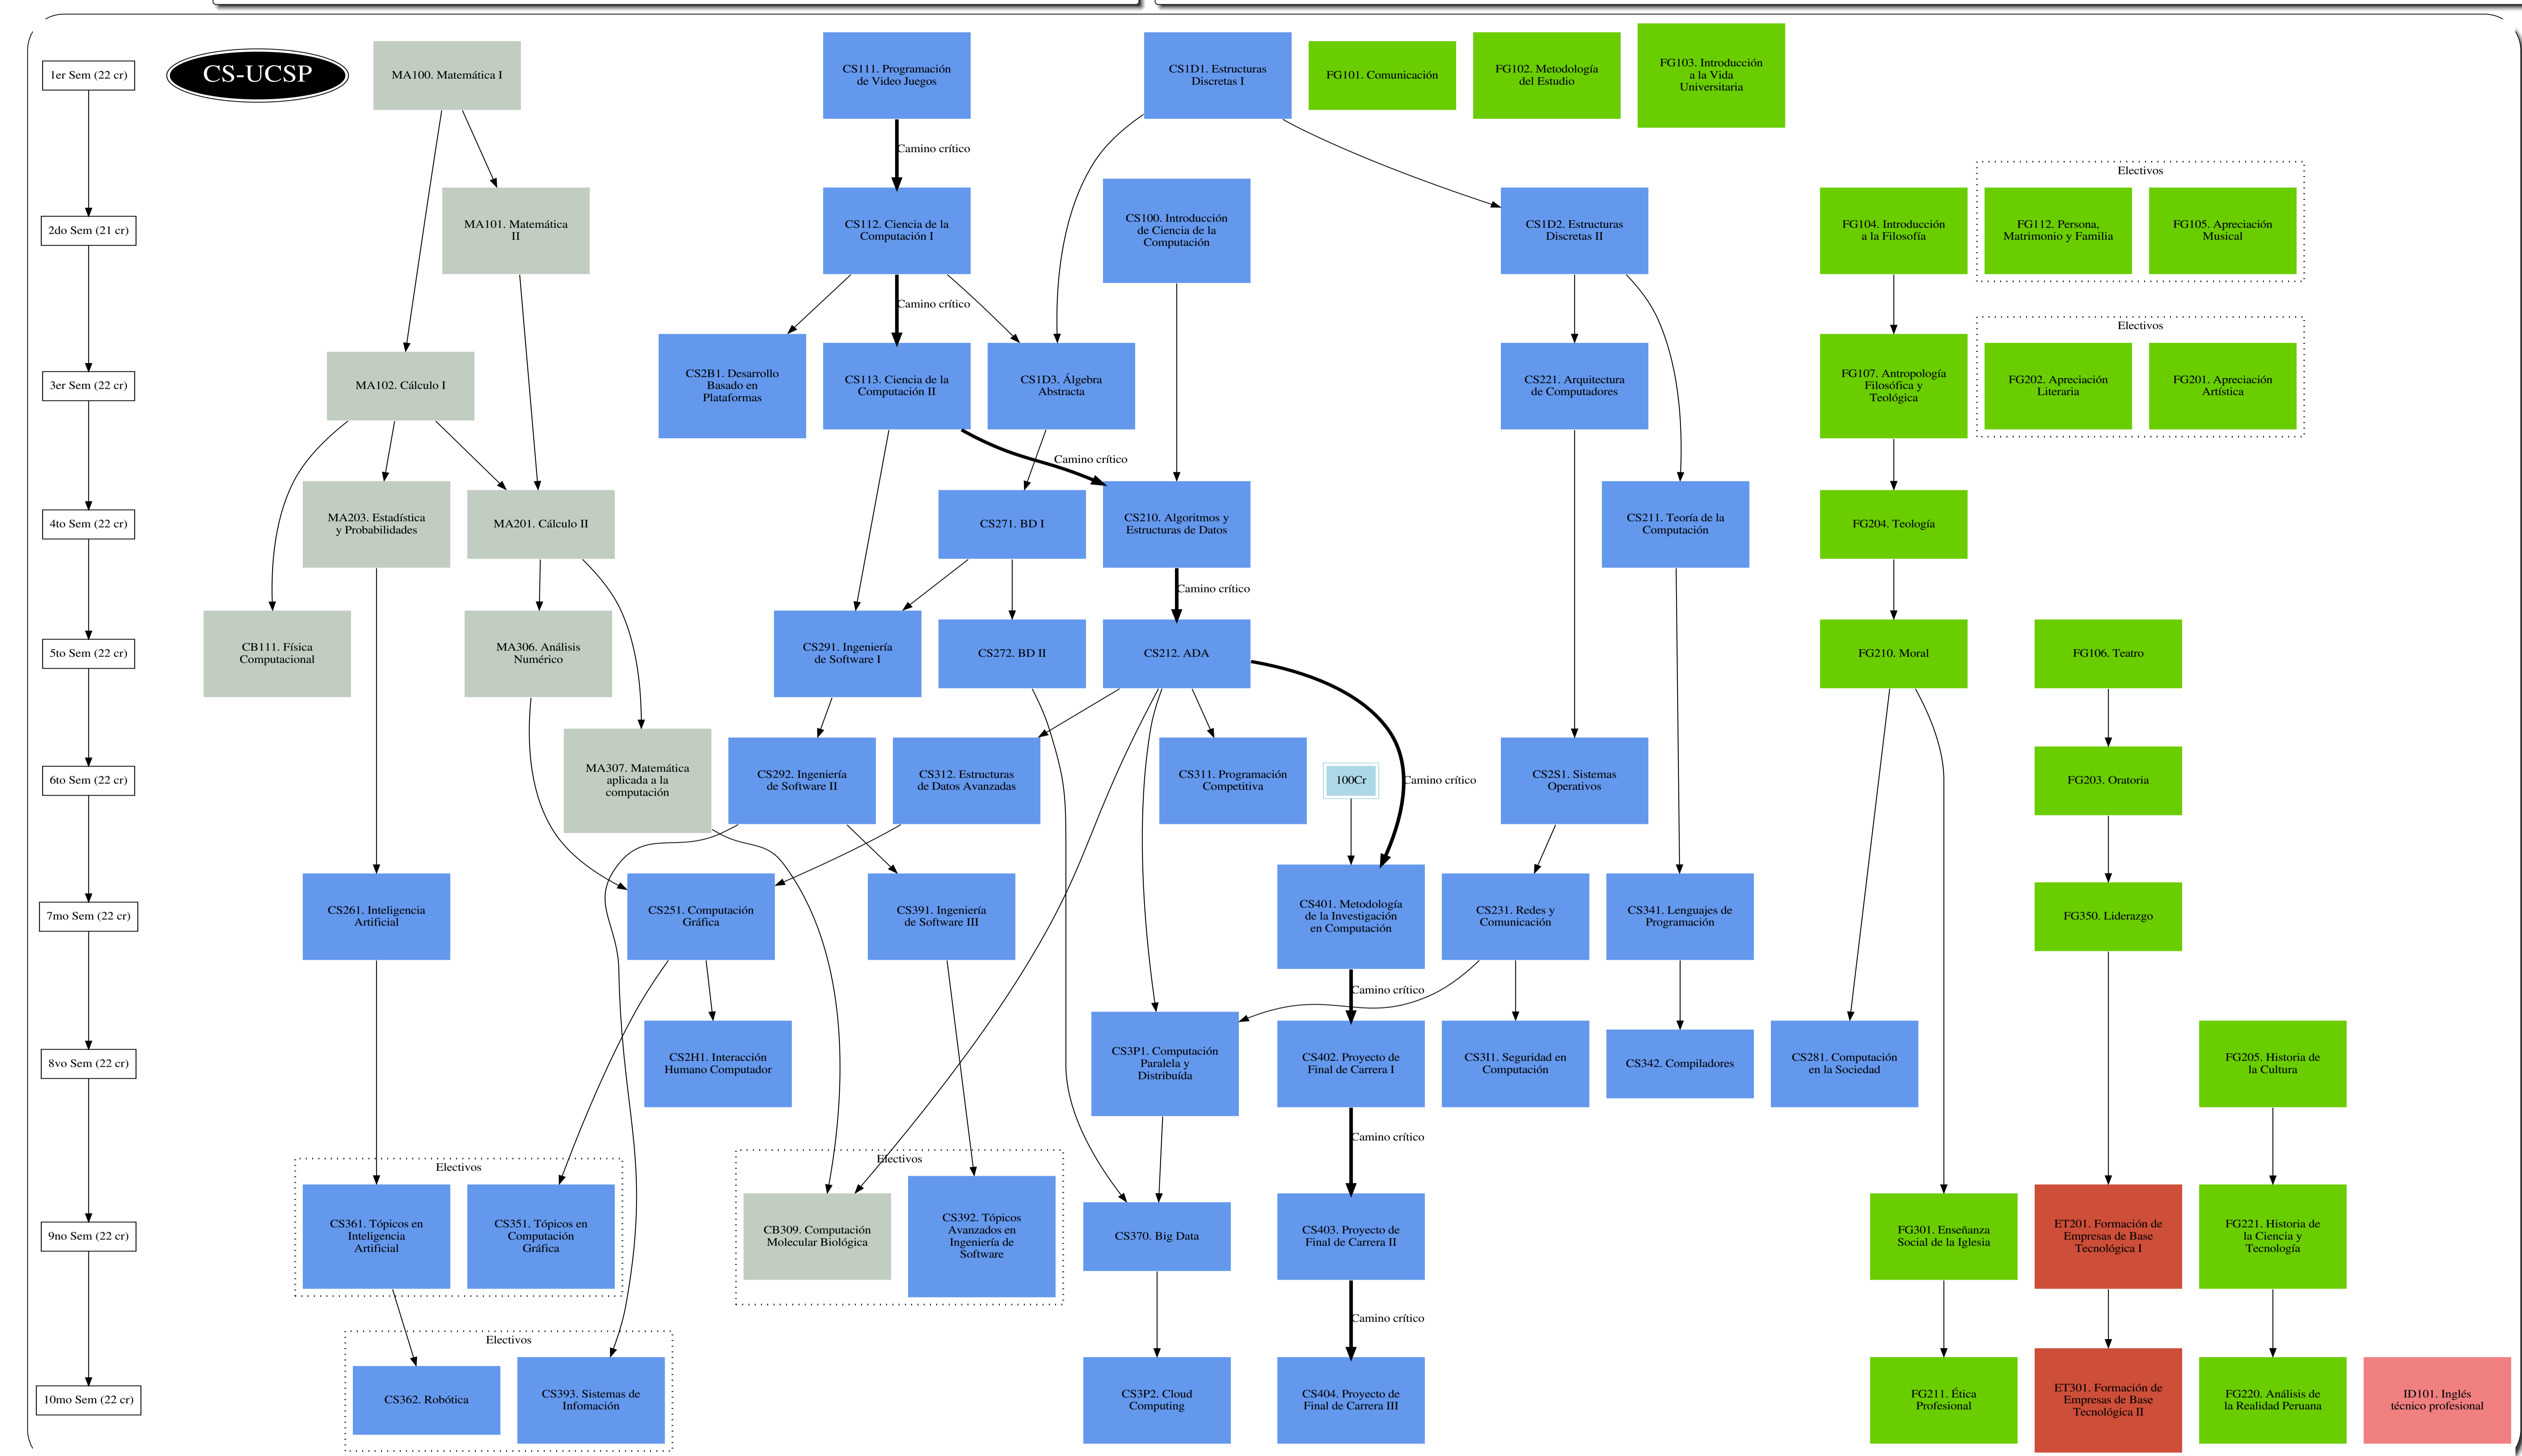 1er Sem (22 cr)
CS-UCSP
MA100. Matemática I
CS111. Programación
de Video Juegos
CS1D1. Estructuras
Discretas I
FG101. Comunicación
FG102. Metodología
del Estudio
FG103. Introducción
a la Vida
Universitaria
Camino crítico
2do Sem (21 cr)
MA101. Matemática
II
CS112. Ciencia de la
Computación I
CS100. Introducción
de Ciencia de la
Computación
CS1D2. Estructuras
Discretas II
FG104. Introducción
a la Filosofía
Electivos
FG112. Persona,
Matrimonio y Familia
FG105. Apreciación
Musical
Camino crítico
3er Sem (22 cr)
MA102. Cálculo I
CS2B1. Desarrollo
Basado en
Plataformas
CS113. Ciencia de la
Computación II
CS1D3. Álgebra
Abstracta
CS221. Arquitectura
de Computadores
FG107. Antropología
Filosófica y
Teológica
Electivos
FG202. Apreciación
Literaria
FG201. Apreciación
Artística
Camino crítico
4to Sem (22 cr)
MA203. Estadística
y Probabilidades
MA201. Cálculo II
CS271. BD I
CS210. Algoritmos y
Estructuras de Datos
CS211. Teoría de la
Computación
FG204. Teología
Camino crítico
5to Sem (22 cr)
CB111. Física
Computacional
MA306. Análisis
Numérico
CS291. Ingeniería
de Software I
CS272. BD II
CS212. ADA
FG210. Moral
FG106. Teatro
6to Sem (22 cr)
MA307. Matemática
aplicada a la
computación
CS292. Ingeniería
de Software II
CS312. Estructuras
de Datos Avanzadas
CS311. Programación
Competitiva
100Cr
Camino crítico
CS2S1. Sistemas
Operativos
FG203. Oratoria
7mo Sem (22 cr)
CS261. Inteligencia
Artificial
CS251. Computación
Gráfica
CS391. Ingeniería
de Software III
CS401. Metodología
de la Investigación
en Computación
CS231. Redes y
Comunicación
CS341. Lenguajes de
Programación
FG350. Liderazgo
Camino crítico
8vo Sem (22 cr)
CS2H1. Interacción
Humano Computador
CS3P1. Computación
Paralela y
Distribuída
CS402. Proyecto de
Final de Carrera I
CS3I1. Seguridad en
Computación
CS342. Compiladores
CS281. Computación
en la Sociedad
FG205. Historia de
la Cultura
Camino crítico
9no Sem (22 cr)
Electivos
CS361. Tópicos en
Inteligencia
Artificial
CS351. Tópicos en
Computación
Gráfica
Electivos
CB309. Computación
Molecular Biológica
CS392. Tópicos
Avanzados en
Ingeniería de
Software
CS370. Big Data
CS403. Proyecto de
Final de Carrera II
FG301. Enseñanza
Social de la Iglesia
ET201. Formación de
Empresas de Base
Tecnológica I
FG221. Historia de
la Ciencia y
Tecnología
Camino crítico
10mo Sem (22 cr)
Electivos
CS362. Robótica
CS393. Sistemas de
Infomación
CS3P2. Cloud
Computing
CS404. Proyecto de
Final de Carrera III
FG211. Ética
Profesional
ET301. Formación de
Empresas de Base
Tecnológica II
FG220. Análisis de
la Realidad Peruana
ID101. Inglés
técnico profesional